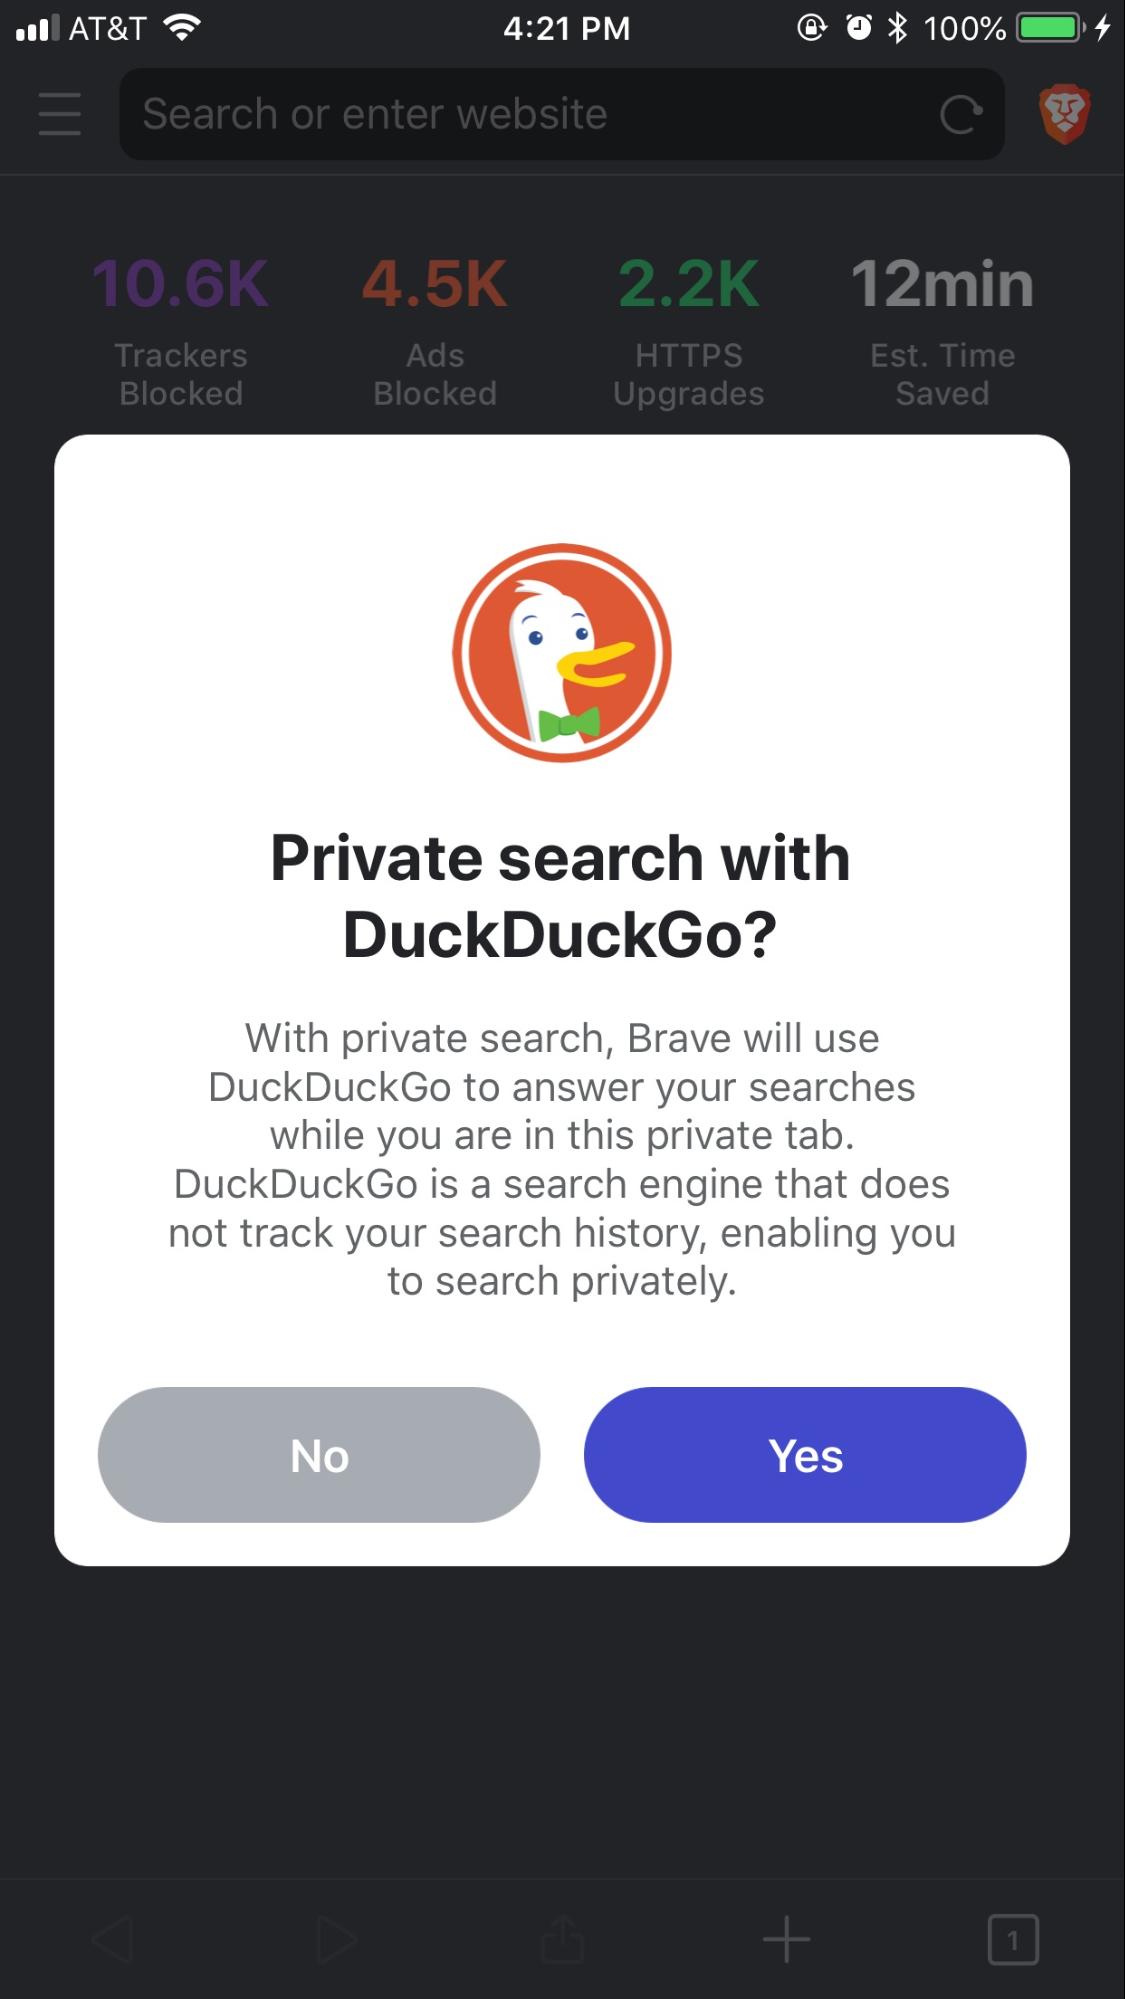 AT&T 4:21 PM 100%
Search or enter website
10.6K 4.5K 2.2K 12min
Trackers Ads HTTPS Est. Time
Blocked Blocked Upgrades Saved
Private search with
DuckDuckGo?
With private search, Brave will use
DuckDuckGo to answer your searches
while you are in this private tab.
DuckDuckGo is a search engine that does
not track your search history, enabling you
to search privately.
No Yes
1